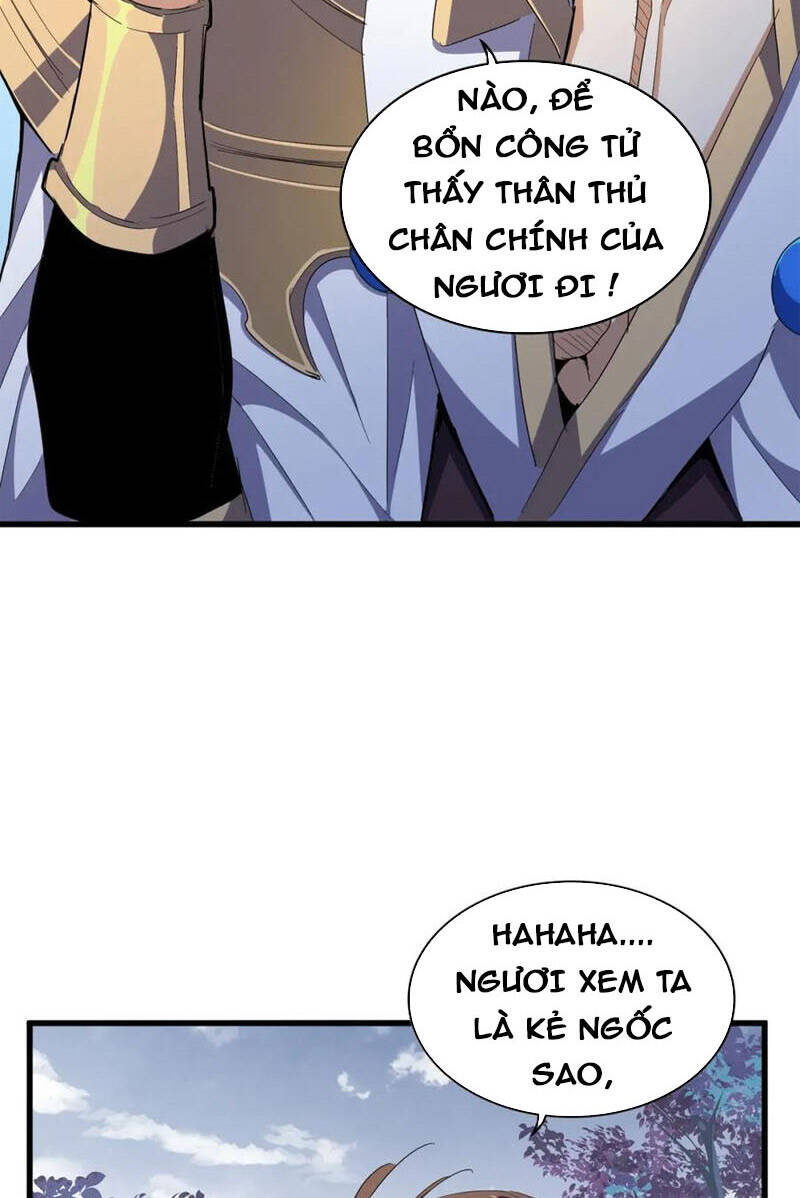 NÀO, ĐỂ
BỔN CÔNG TỬ
THẤY THÂN THỦ
CHÂN CHÍNH CỦA
NGƯƠI ĐI !
HAHAHA....
NGƯƠI XEM TA
LÀ KẺ NGỐC
SAO,